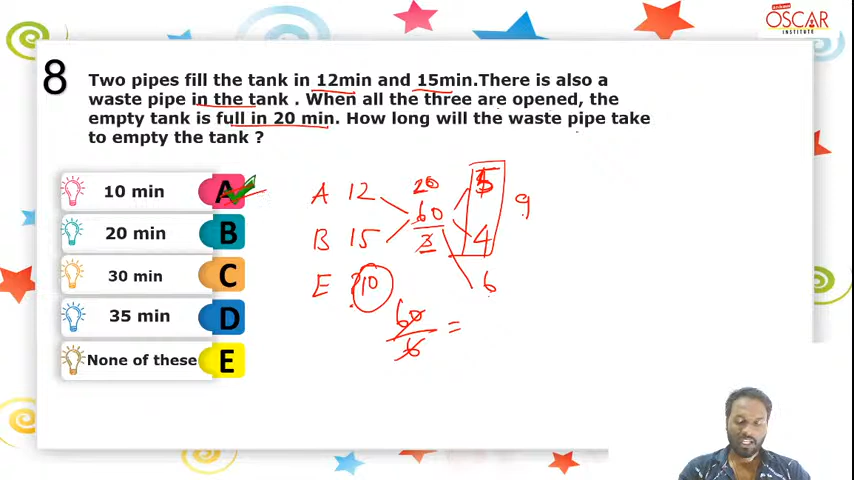 OSCAR
INSTITUTE
8
Two pipes fill the tank in 12min and 15min.There is also a
waste pipe in the tank . When all the three are opened, the
empty tank is full in 20 min. How long will the waste pipe take
to empty the tank ?
10 min A
20 min B
30 min C
35 min D
None of these E
A 12 20 5
60 9
B 15 3 4
E 10 6
60
6 =